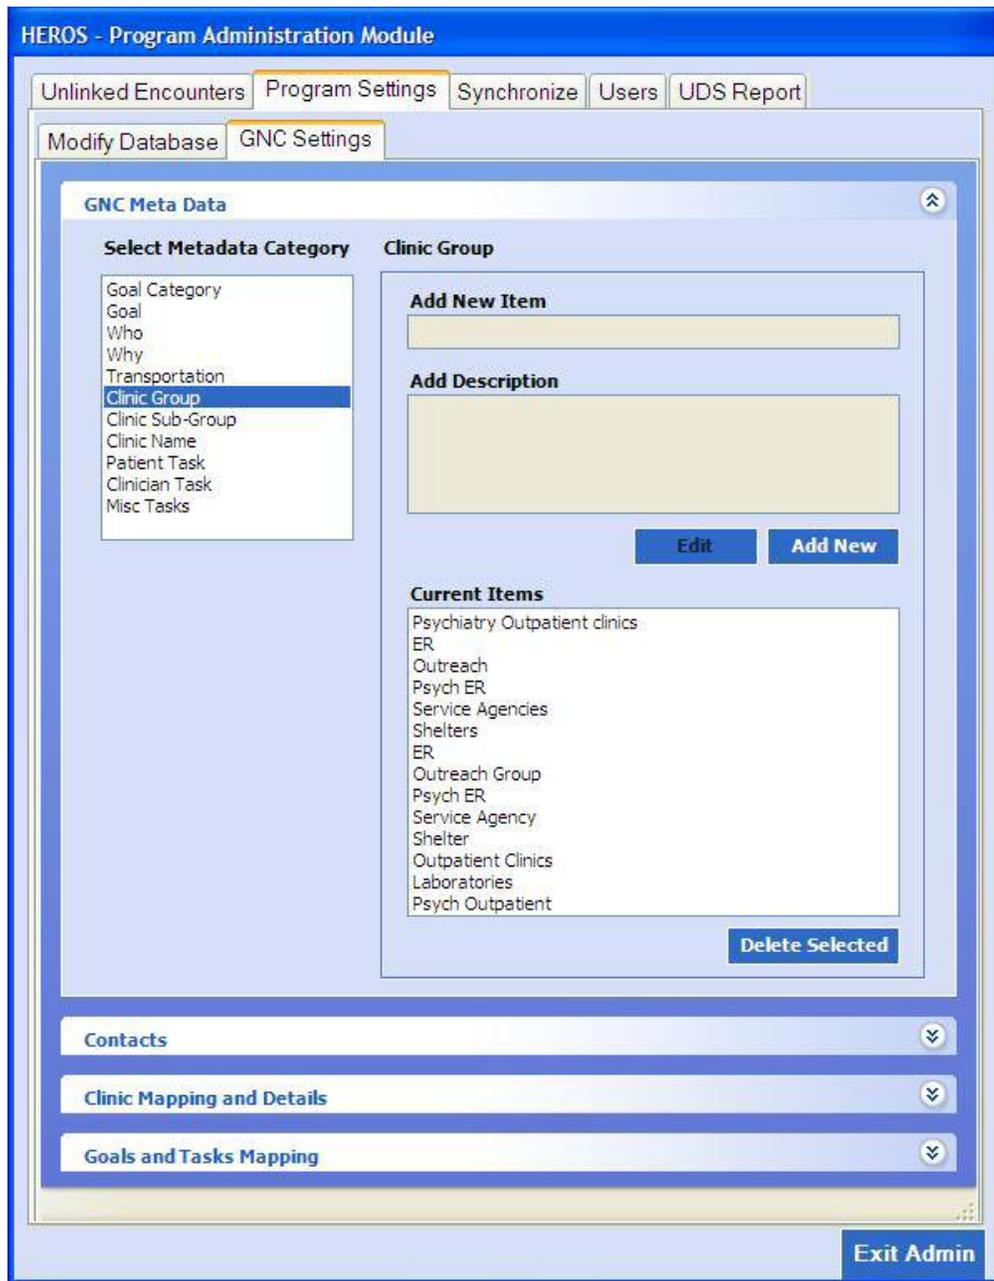 HEROS - Program Administration Module
Unlinked Encounters Program Settings Synchronize Users UDS Report
Modify Database GNC Settings
GNC Meta Data
Select Metadata Category
Goal Category
Goal
Who
Why
Transportation
Clinic Group
Clinic Sub-Group
Clinic Name
Patient Task
Clinician Task
Misc Tasks
Clinic Group
Add New Item
Add Description
Edit Add New
Current Items
Psychiatry Outpatient clinics
ER
Outreach
Psych ER
Service Agencies
Shelters
ER
Outreach Group
Psych ER
Service Agency
Shelter
Outpatient Clinics
Laboratories
Psych Outpatient
Delete Selected
Contacts
Clinic Mapping and Details
Goals and Tasks Mapping
Exit Admin